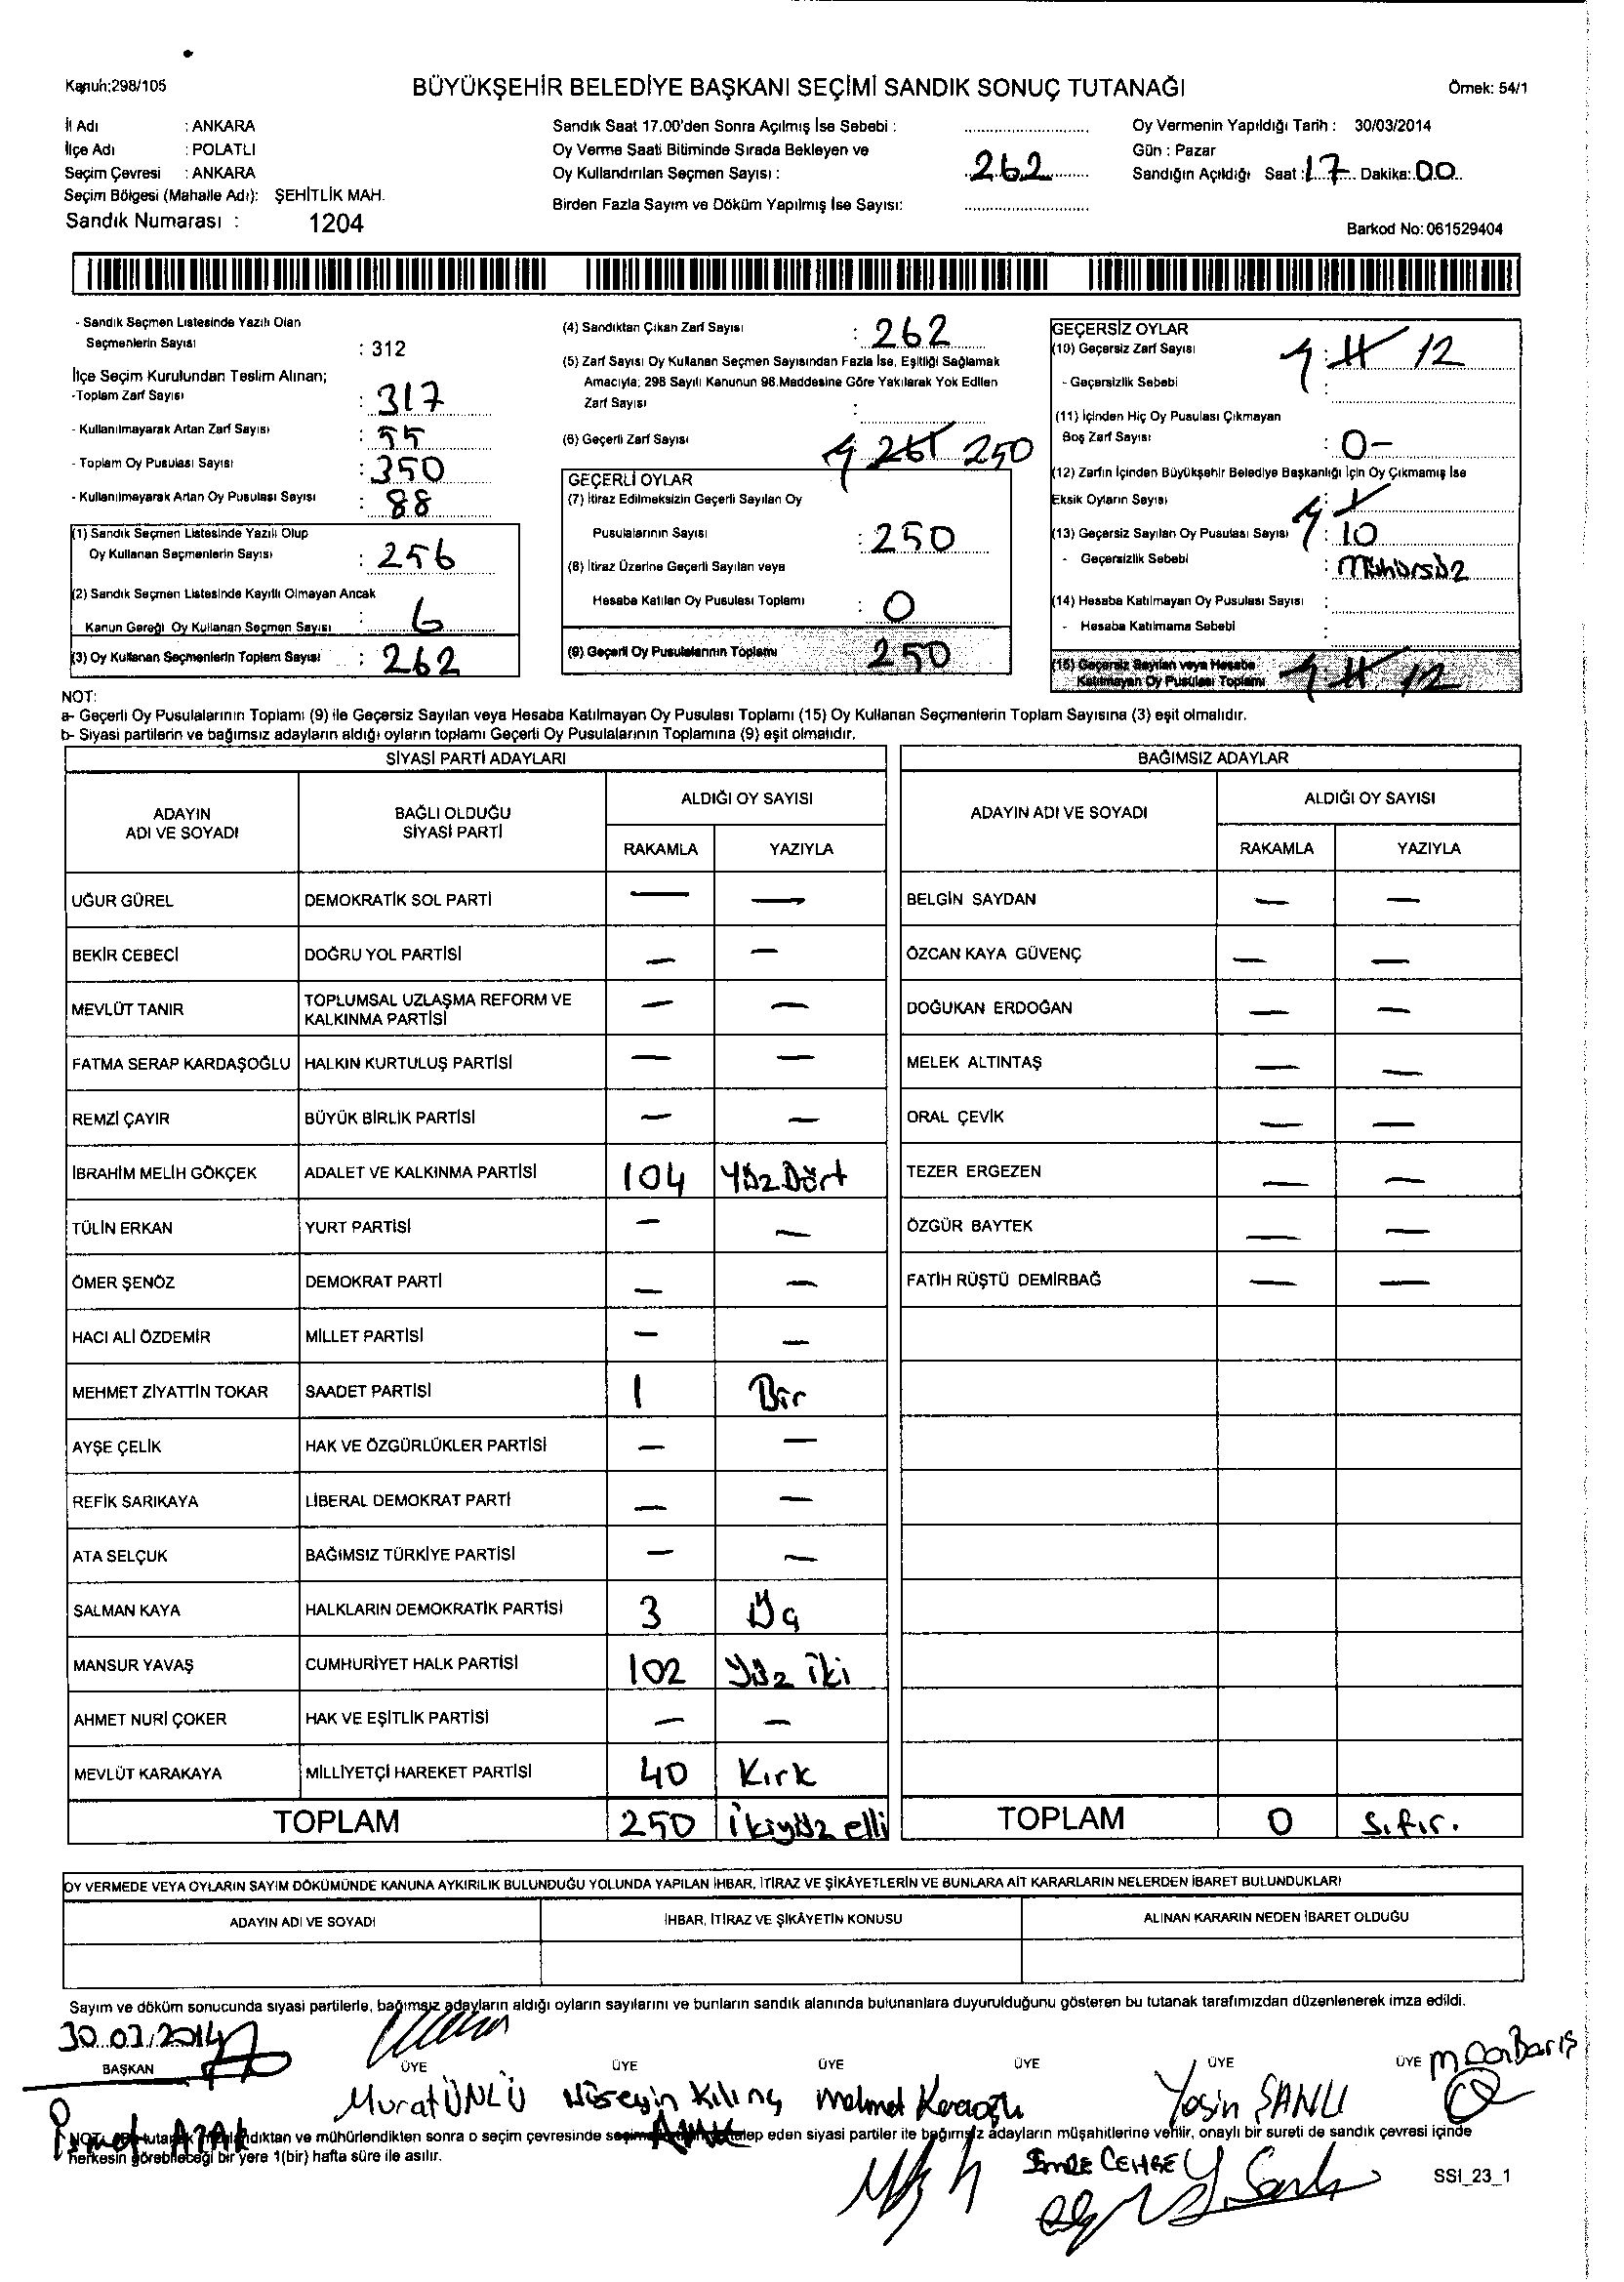 Kanun:298/105
BÜYÜKŞEHİR BELEDİYE BAŞKANI SEÇİMİ SANDIK SONUÇ TUTANAĞI
Örnek: 54/1
İl Adı : ANKARA
İlçe Adı : POLATLI
Seçim Çevresi : ANKARA
Seçim Bölgesi (Mahalle Adı): ŞEHİTLİK MAH.
Sandık Numarası : 1204
Sandık Saat 17.00'den Sonra Açılmış İse Sebebi :
Oy Verme Saati Bitiminde Sırada Bekleyen ve
Oy Kullandırılan Seçmen Sayısı : 262
Birden Fazla Sayım ve Döküm Yapılmış İse Sayısı:
Oy Vermenin Yapıldığı Tarih : 30/03/2014
Gün : Pazar
Sandığın Açıldığı Saat : 17 Dakika: 00
Barkod No: 061529404
- Sandık Seçmen Listesinde Yazılı Olan
Seçmenlerin Sayısı : 312
İlçe Seçim Kurulundan Teslim Alınan;
-Toplam Zarf Sayısı : 317
- Kullanılmayarak Artan Zarf Sayısı : 55
- Toplam Oy Pusulası Sayısı : 350
- Kullanılmayarak Artan Oy Pusulası Sayısı : 88
(1) Sandık Seçmen Listesinde Yazılı Olup
Oy Kullanan Seçmenlerin Sayısı : 256
(2) Sandık Seçmen Listesinde Kayıtlı Olmayan Ancak
Kanun Gereği Oy Kullanan Seçmen Sayısı : 6
(3) Oy Kullanan Seçmenlerin Toplam Sayısı : 262
(4) Sandıktan Çıkan Zarf Sayısı : 262
(5) Zarf Sayısı Oy Kullanan Seçmen Sayısından Fazla İse, Eşitliği Sağlamak
Amacıyla; 298 Sayılı Kanunun 98.Maddesine Göre Yakılarak Yok Edilen
Zarf Sayısı :
(6) Geçerli Zarf Sayısı 261 250
GEÇERLİ OYLAR
(7) İtiraz Edilmeksizin Geçerli Sayılan Oy
Pusulalarının Sayısı : 250
(8) İtiraz Üzerine Geçerli Sayılan veya
Hesaba Katılan Oy Pusulası Toplamı : 0
(9) Geçerli Oy Pusulalarının Toplamı 250
GEÇERSİZ OYLAR
(10) Geçersiz Zarf Sayısı : 11 12
- Geçersizlik Sebebi :
(11) İçinden Hiç Oy Pusulası Çıkmayan
Boş Zarf Sayısı : 0-
(12) Zarfın İçinden Büyükşehir Belediye Başkanlığı İçin Oy Çıkmamış İse
Eksik Oyların Sayısı : 1
(13) Geçersiz Sayılan Oy Pusulası Sayısı : 10
- Geçersizlik Sebebi : Mühürsüz
(14) Hesaba Katılmayan Oy Pusulası Sayısı :
- Hesaba Katılmama Sebebi :
(15) Geçersiz Sayılan veya Hesaba
Katılmayan Oy Pusulası Toplamı 11 12
NOT:
a- Geçerli Oy Pusulalarının Toplamı (9) ile Geçersiz Sayılan veya Hesaba Katılmayan Oy Pusulası Toplamı (15) Oy Kullanan Seçmenlerin Toplam Sayısına (3) eşit olmalıdır.
b- Siyasi partilerin ve bağımsız adayların aldığı oyların toplamı Geçerli Oy Pusulalarının Toplamına (9) eşit olmalıdır.
SİYASİ PARTİ ADAYLARI
ADAYIN ADI VE SOYADI BAĞLI OLDUĞU SİYASİ PARTİ ALDIĞI OY SAYISI
RAKAMLA YAZIYLA
UĞUR GÜREL DEMOKRATİK SOL PARTİ — —
BEKİR CEBECİ DOĞRU YOL PARTİSİ — —
MEVLÜT TANIR TOPLUMSAL UZLAŞMA REFORM VE KALKINMA PARTİSİ — —
FATMA SERAP KARDAŞOĞLU HALKIN KURTULUŞ PARTİSİ — —
REMZİ ÇAYIR BÜYÜK BİRLİK PARTİSİ — —
İBRAHİM MELİH GÖKÇEK ADALET VE KALKINMA PARTİSİ 104 Yüz Dört
TÜLİN ERKAN YURT PARTİSİ — —
ÖMER ŞENÖZ DEMOKRAT PARTİ — —
HACI ALİ ÖZDEMİR MİLLET PARTİSİ — —
MEHMET ZİYATTİN TOKAR SAADET PARTİSİ 1 Bir
AYŞE ÇELİK HAK VE ÖZGÜRLÜKLER PARTİSİ — —
REFİK SARIKAYA LİBERAL DEMOKRAT PARTİ — —
ATA SELÇUK BAĞIMSIZ TÜRKİYE PARTİSİ — —
SALMAN KAYA HALKLARIN DEMOKRATİK PARTİSİ 3 Üç
MANSUR YAVAŞ CUMHURİYET HALK PARTİSİ 102 Yüz iki
AHMET NURİ ÇOKER HAK VE EŞİTLİK PARTİSİ — —
MEVLÜT KARAKAYA MİLLİYETÇİ HAREKET PARTİSİ 40 Kırk
TOPLAM 250 ikiyüz elli
BAĞIMSIZ ADAYLAR
ADAYIN ADI VE SOYADI ALDIĞI OY SAYISI
RAKAMLA YAZIYLA
BELGİN SAYDAN — —
ÖZCAN KAYA GÜVENÇ — —
DOĞUKAN ERDOĞAN — —
MELEK ALTINTAŞ — —
ORAL ÇEVİK — —
TEZER ERGEZEN — —
ÖZGÜR BAYTEK — —
FATİH RÜŞTÜ DEMİRBAĞ — —
TOPLAM 0 Sıfır.
OY VERMEDE VEYA OYLARIN SAYIM DÖKÜMÜNDE KANUNA AYKIRILIK BULUNDUĞU YOLUNDA YAPILAN İHBAR, İTİRAZ VE ŞİKÂYETLERİN VE BUNLARA AİT KARARLARIN NELERDEN İBARET BULUNDUKLARI
ADAYIN ADI VE SOYADI İHBAR, İTİRAZ VE ŞİKÂYETİN KONUSU ALINAN KARARIN NEDEN İBARET OLDUĞU
Sayım ve döküm sonucunda siyasi partilerle, bağımsız adayların aldığı oyların sayılarını ve bunların sandık alanında bulunanlara duyurulduğunu gösteren bu tutanak tarafımızdan düzenlenerek imza edildi.
30.03.2014
BAŞKAN ÜYE ÜYE ÜYE ÜYE ÜYE ÜYE
Murat ÜNLÜ Hüseyin Kılınç Mehmet Karaoğlu Yasin ŞANLI
NOT: dıktan ve mühürlendikten sonra o seçim çevresinde talep eden siyasi partiler ile bağımsız adayların müşahitlerine verilir, onaylı bir sureti de sandık çevresi içinde
herkesin görebileceği bir yere 1(bir) hafta süre ile asılır.
SSI_23_1